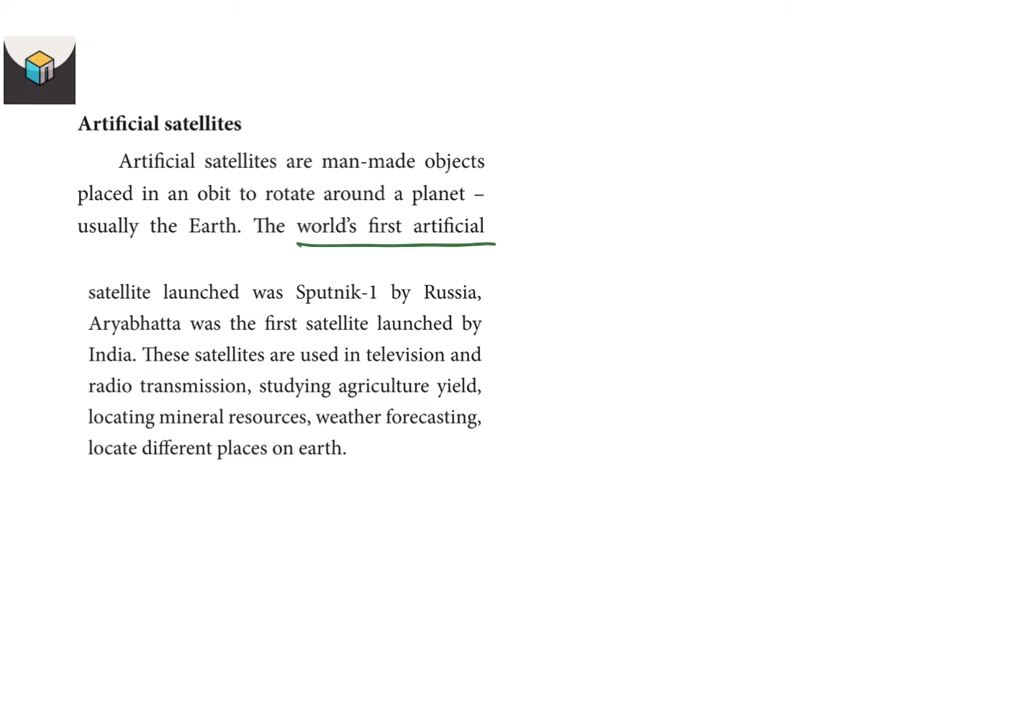 Artificial satellites
Artificial satellites are man-made objects
placed in an obit to rotate around a planet –
usually the Earth. The world's first artificial
satellite launched was Sputnik-1 by Russia,
Aryabhatta was the first satellite launched by
India. These satellites are used in television and
radio transmission, studying agriculture yield,
locating mineral resources, weather forecasting,
locate different places on earth.